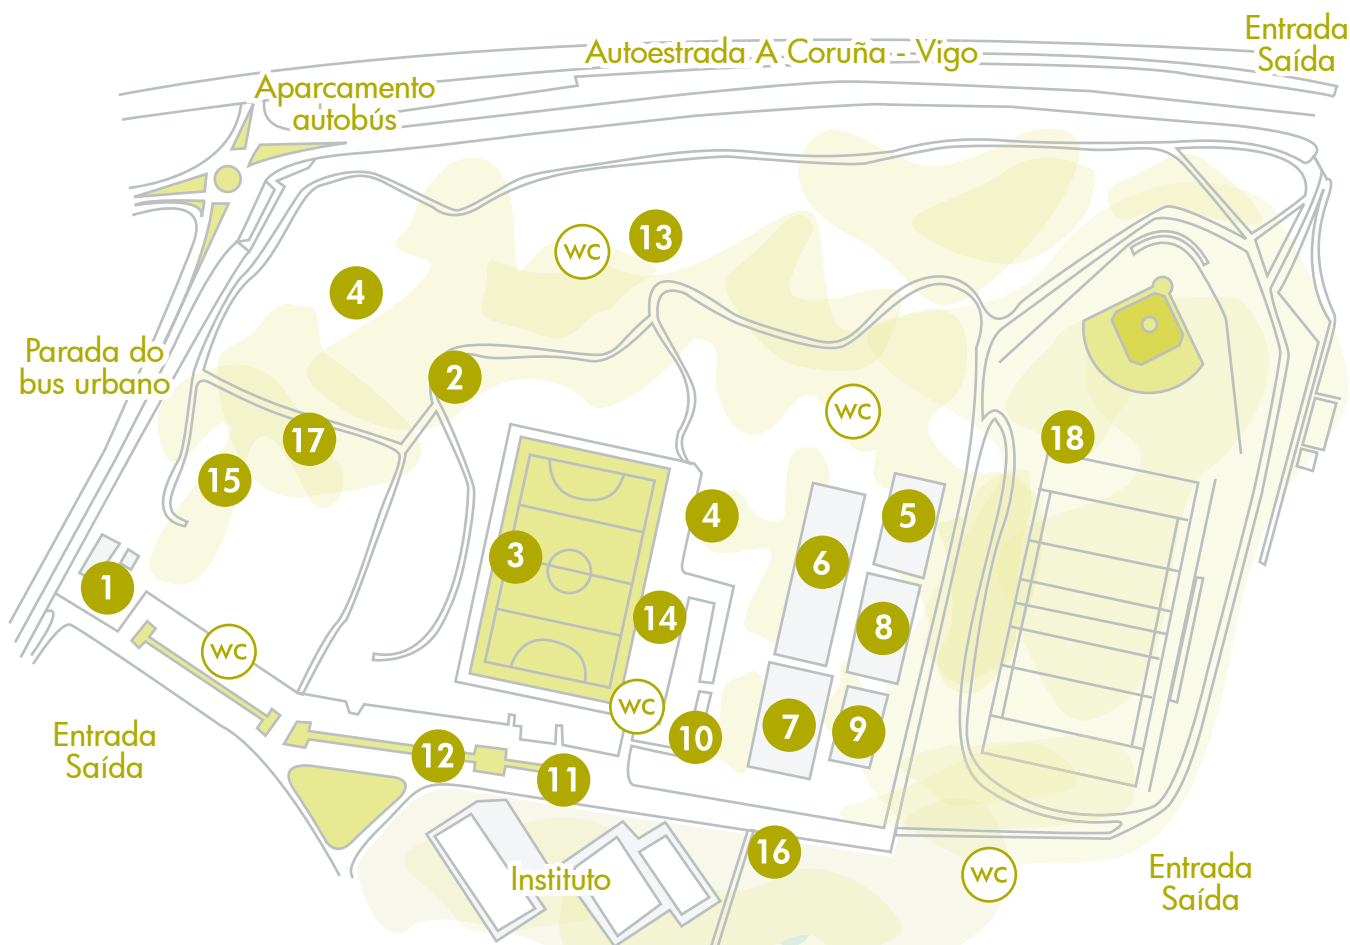 Entrada
Saída
Autoestrada A Coruña - Vigo
Aparcamento
autobús
13
WC
4
Parada do
bus urbano
2
WC
17
18
15
4
5
3
6
1
14
8
WC
WC
Entrada
Saída
12
10
7
9
11
16
Instituto
WC
Entrada
Saída